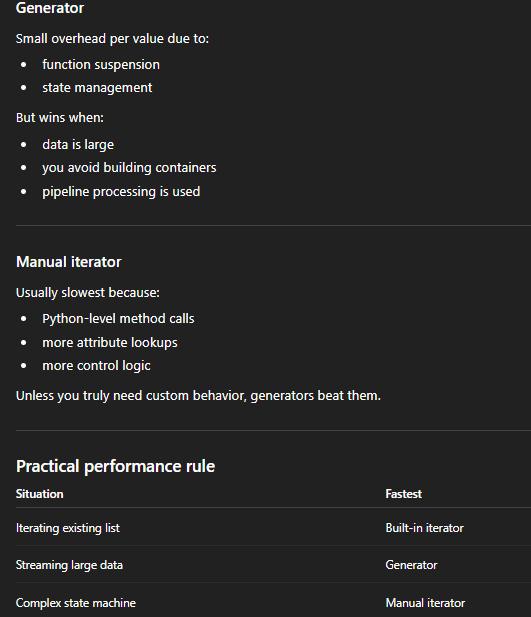 Generator
Small overhead per value due to:
function suspension
state management
But wins when:
data is large
you avoid building containers
pipeline processing is used
Manual iterator
Usually slowest because:
Python-level method calls
more attribute lookups
more control logic
Unless you truly need custom behavior, generators beat them.
Practical performance rule
Situation Fastest
Iterating existing list Built-in iterator
Streaming large data Generator
Complex state machine Manual iterator